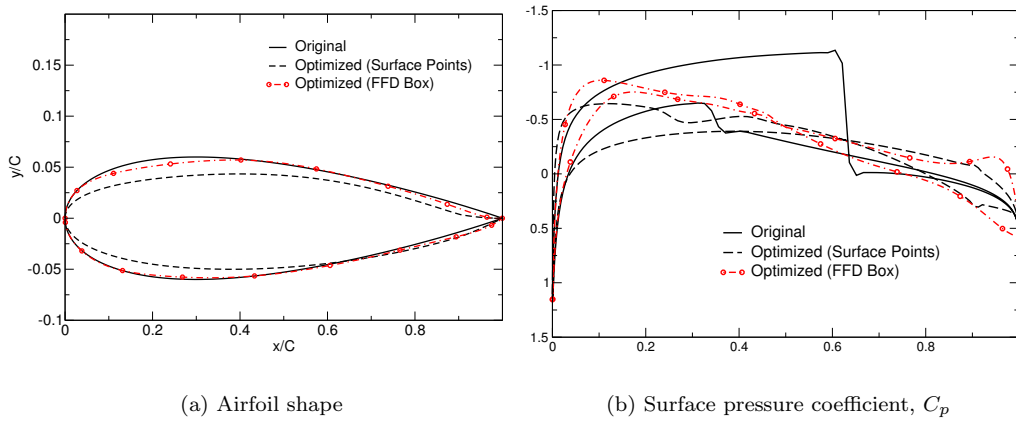 Original
Optimized (Surface Points)
Optimized (FFD Box)
0.15
0.1
0.05
0
-0.05
-0.1
y/C
0 0.2 0.4 0.6 0.8
x/C
(a) Airfoil shape
-1.5
-1
-0.5
0
0.5
1
1.5
Original
Optimized (Surface Points)
Optimized (FFD Box)
0 0.2 0.4 0.6 0.8
(b) Surface pressure coefficient, C_p